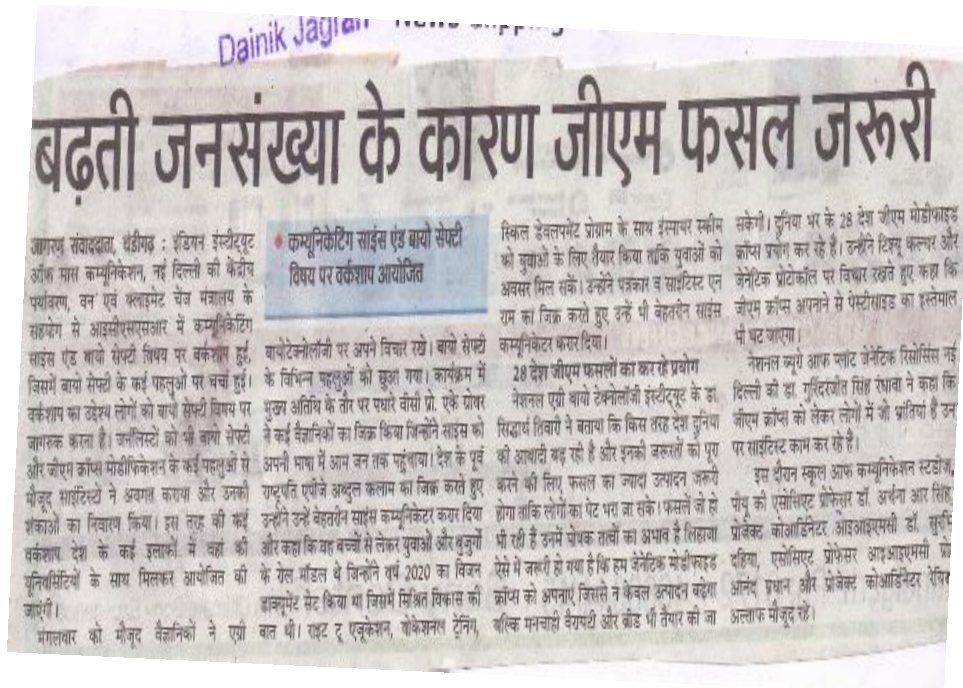 Dainik Jagran
बढ़ती जनसंख्या के कारण जीएम फसल जरूरी
जागरण संवाददाता, चंडीगढ़ : इंडियन इंस्टीट्यूट
ऑफ मास कम्यूनिकेशन, नई दिल्ली की केंद्रीय
पर्यावरण, वन एवं क्लाइमेट चेंज मंत्रालय के
सहयोग से आइसीएसएसआर में कम्यूनिकेटिंग
साइंस एंड बायो सेफ्टी विषय पर वर्कशाप हुई,
जिसमें बायो सेफ्टी के कई पहलुओं पर चर्चा हुई।
वर्कशाप का उद्देश्य लोगों को बायो सेफ्टी विषय पर
जागरुक करना है। जर्नलिस्टों को भी बायो सेफ्टी
और जीएम क्रॉप्स मोडीफिकेशन के कई पहलुओं से
मौजूद साइंटिस्टों ने अवगत कराया और उनकी
शंकाओं का निवारण किया। इस तरह की कई
वर्कशाप देश के कई इलाकों में वहां की
यूनिवर्सिटियों के साथ मिलकर आयोजित की
जाएंगी।
मंगलवार को मौजूद वैज्ञानिकों ने एग्री
कम्यूनिकेटिंग साइंस एंड बायो सेफ्टी
विषय पर वर्कशाप आयोजित
बायोटेक्नोलॉजी पर अपने विचार रखे। बायो सेफ्टी
के विभिन्न पहलुओं को छुआ गया। कार्यक्रम में
मुख्य अतिथि के तौर पर पधारे वीसी प्रो. एके ग्रोवर
ने कई वैज्ञानिकों का जिक्र किया जिन्होंने साइंस को
अपनी भाषा में आम जन तक पहुंचाया। देश के पूर्व
राष्ट्रपति एपीजे अब्दुल कलाम का जिक्र करते हुए
उन्होंने उन्हें बेहतरीन साइंस कम्यूनिकेटर करार दिया
और कहा कि वह बच्चों से लेकर युवाओं और बुजुर्गों
के रोल मॉडल थे जिन्होंने वर्ष 2020 का विजन
डाक्यूमेंट सेट किया था जिसमें मिश्रित विकास की
बात थी। राइट टू एजूकेशन, वोकेशनल ट्रेनिंग,
स्किल डेवलपमेंट प्रोग्राम के साथ इंस्पायर स्कीम
को युवाओं के लिए तैयार किया ताकि युवाओं को
अवसर मिल सकें। उन्होंने पत्रकार व साइंटिस्ट एन
राम का जिक्र करते हुए उन्हें भी बेहतरीन साइंस
कम्यूनिकेटर करार दिया।
28 देश जीएम फसलों का कर रहे प्रयोग
नेशनल एग्री बायो टेक्नोलॉजी इंस्टीट्यूट के डा.
सिद्धार्थ तिवारी ने बताया कि किस तरह देश दुनिया
की आबादी बढ़ रही है और इनकी जरूरतों को पूरा
करने की लिए फसल का ज्यादा उत्पादन जरूरी
होगा ताकि लोगों का पेट भरा जा सके। फसलें जो हो
भी रही है उनमें पोषक तत्वों का अभाव है लिहाजा
ऐसे में जरूरी हो गया है कि हम जेनेटिक मोडीफाइड
क्रॉप्स को अपनाएं जिससे न केवल उत्पादन बढ़ेगा
बल्कि मनचाही वैरायटी और ब्रीड भी तैयार की जा
सकेगी। दुनिया भर के 28 देश जीएम मोडीफाइड
क्रॉप्स प्रयोग कर रहे है। उन्होंने टिश्यू कल्चर और
जेनेटिक प्रोटोकॉल पर विचार रखते हुए कहा कि
जीएम क्रॉप्स अपनाने से पेस्टीसाइड का इस्तेमाल
भी घट जाएगा।
नेशनल ब्यूरो आफ प्लांट जेनेटिक रिसोर्सिस नई
दिल्ली की डा. गुरिंदरजीत सिंह रंधावा ने कहा कि
जीएम क्रॉप्स को लेकर लोगों में जो भ्रांतियां है उन
पर साइंटिस्ट काम कर रहे है।
इस दौरान स्कूल आफ कम्यूनिकेशन स्टडीज,
पीयू की एसोसिएट प्रोफेसर डॉ. अर्चना आर सिंह,
प्रोजेक्ट कोआर्डिनेटर आइआइएमसी डॉ. सुरभि
दहिया, एसोसिएट प्रोफेसर आइआइएमसी
आनंद प्रधान और प्रोजेक्ट कोआर्डिनेटर
अल्ताफ मौजूद रहे।